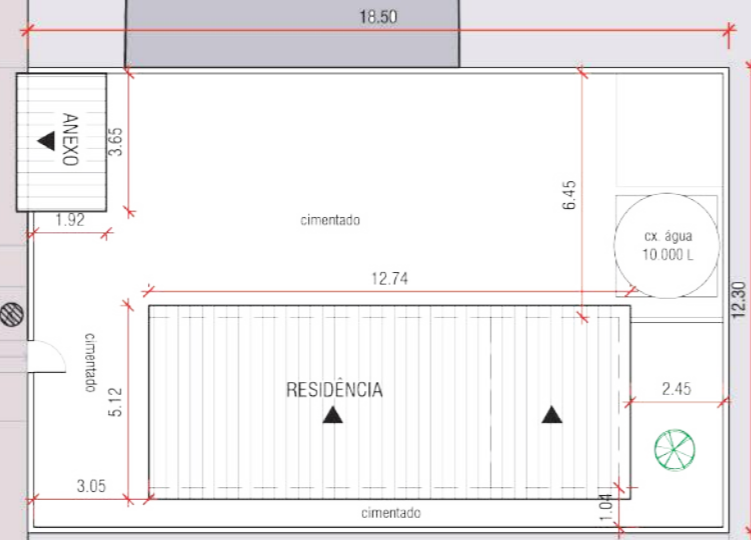 18.50
ANEXO
3.65
1.92
cimentado
6.45
cx. água
10.000 L
12.30
12.74
cimentado
5.12
RESIDÊNCIA
2.45
3.05
1.04
cimentado